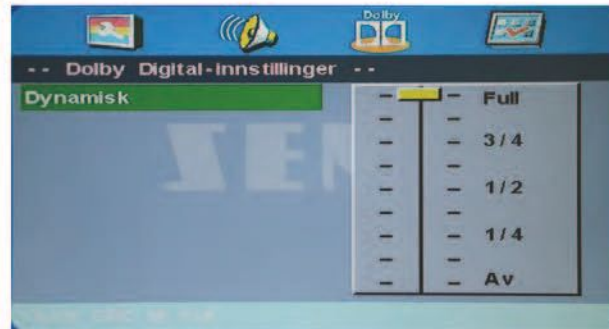 Dolby
-- Dolby Digital-innstillinger --
Dynamisk
Full
3/4
1/2
1/4
Av